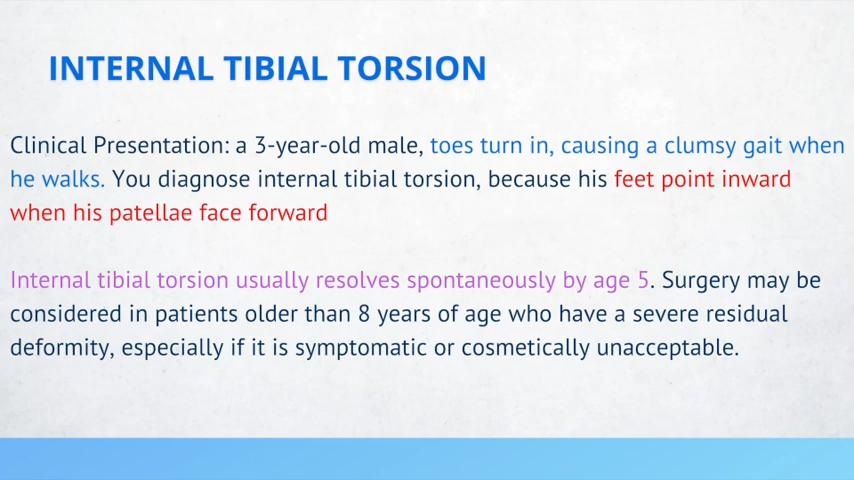 INTERNAL TIBIAL TORSION
Clinical Presentation: a 3-year-old male, toes turn in, causing a clumsy gait when
he walks. You diagnose internal tibial torsion, because his feet point inward
when his patellae face forward
Internal tibial torsion usually resolves spontaneously by age 5. Surgery may be
considered in patients older than 8 years of age who have a severe residual
deformity, especially if it is symptomatic or cosmetically unacceptable.